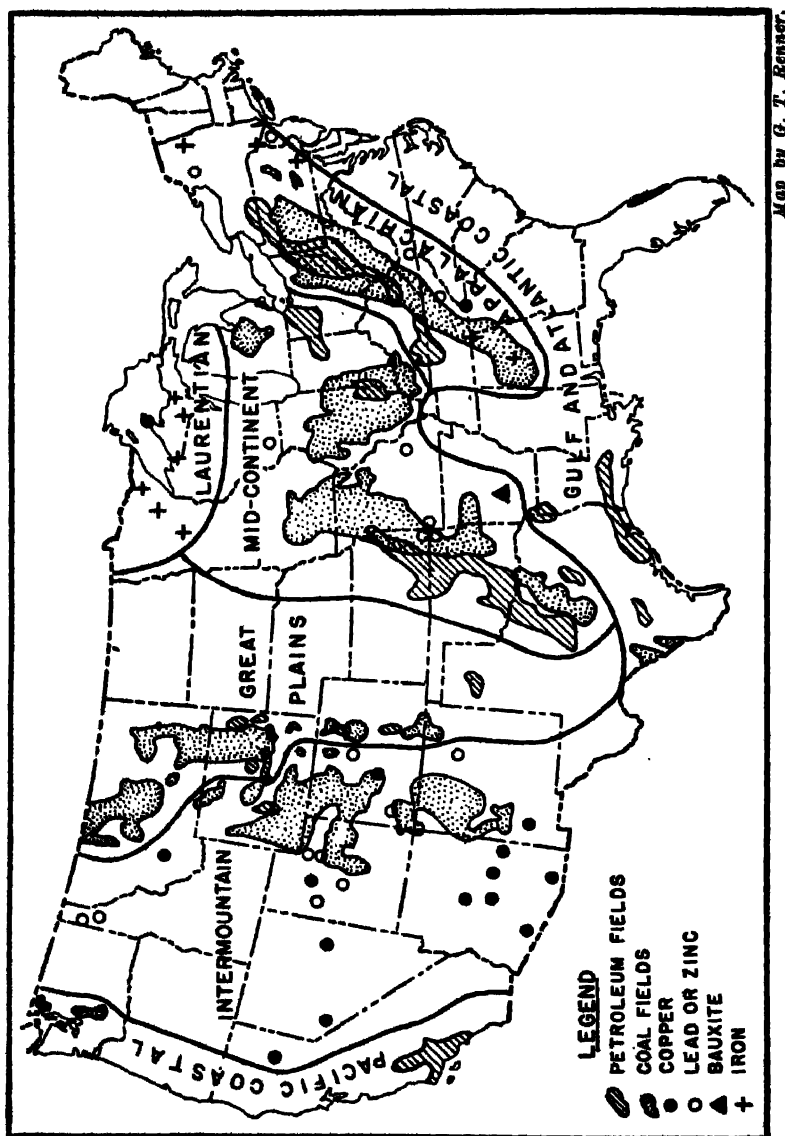 Map by G. T. Renner.
LAURENTIAN
MID-CONTINENT
GREAT
PLAINS
INTERMOUNTAIN
PACIFIC COASTAL
APPALACHIAN
GULF AND ATLANTIC COASTAL
LEGEND
PETROLEUM FIELDS
COAL FIELDS
COPPER
LEAD OR ZINC
BAUXITE
IRON